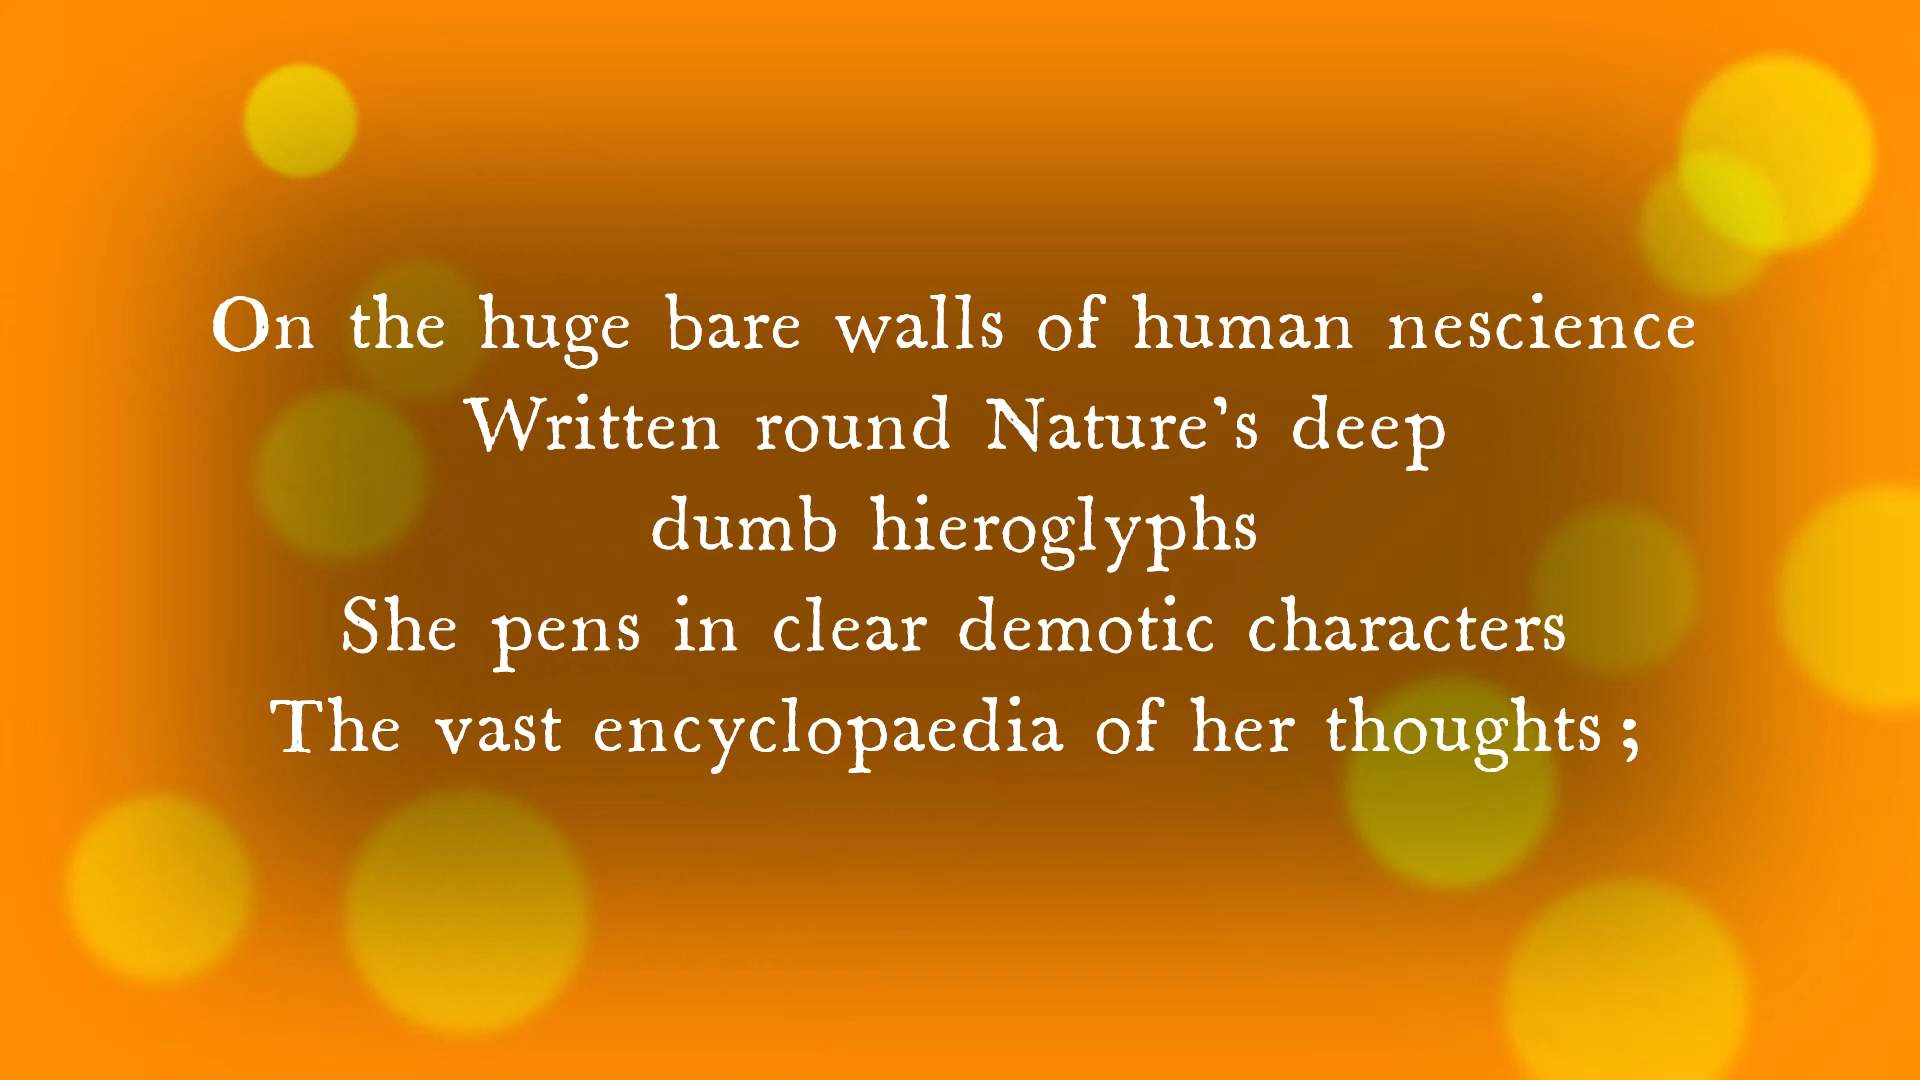 On the huge bare walls of human nescience
Written round Nature’s deep
dumb hieroglyphs
She pens in clear demotic characters
The vast encyclopaedia of her thoughts ;